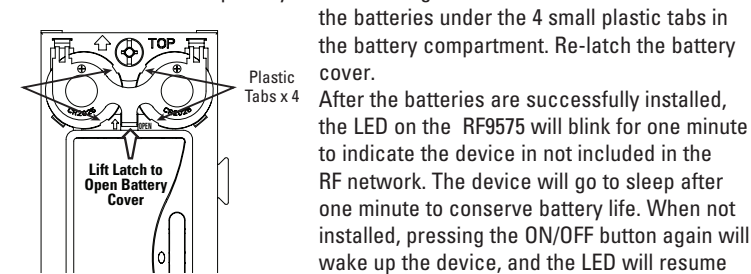 the batteries under the 4 small plastic tabs in
the battery compartment. Re-latch the battery
cover.
After the batteries are successfully installed,
the LED on the RF9575 will blink for one minute
to indicate the device in not included in the
RF network. The device will go to sleep after
one minute to conserve battery life. When not
installed, pressing the ON/OFF button again will
wake up the device, and the LED will resume
TOP
Plastic
Tabs x 4
CR2025
CR2025
OPEN
Lift Latch to
Open Battery
Cover